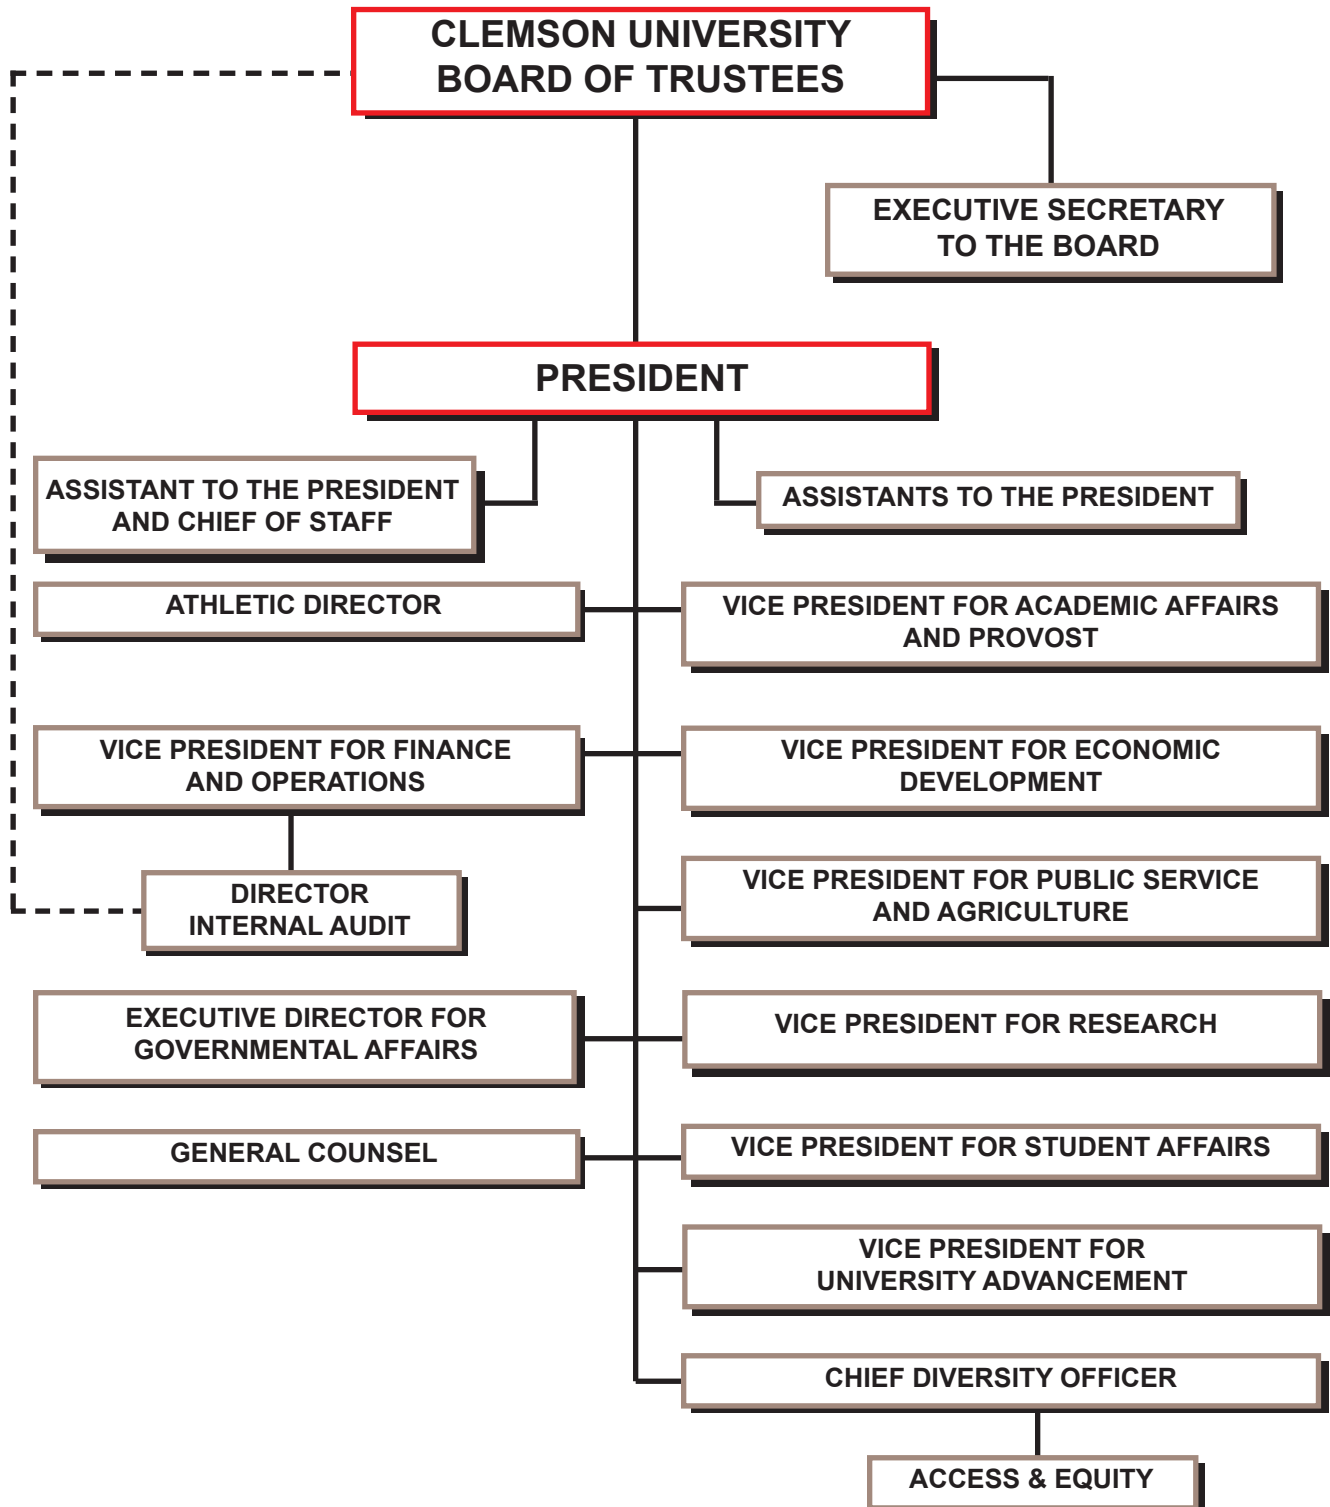 CLEMSON UNIVERSITY
BOARD OF TRUSTEES
EXECUTIVE SECRETARY
TO THE BOARD
PRESIDENT
ASSISTANT TO THE PRESIDENT
AND CHIEF OF STAFF
ASSISTANTS TO THE PRESIDENT
ATHLETIC DIRECTOR
VICE PRESIDENT FOR ACADEMIC AFFAIRS
AND PROVOST
VICE PRESIDENT FOR FINANCE
AND OPERATIONS
VICE PRESIDENT FOR ECONOMIC
DEVELOPMENT
DIRECTOR
INTERNAL AUDIT
VICE PRESIDENT FOR PUBLIC SERVICE
AND AGRICULTURE
EXECUTIVE DIRECTOR FOR
GOVERNMENTAL AFFAIRS
VICE PRESIDENT FOR RESEARCH
GENERAL COUNSEL
VICE PRESIDENT FOR STUDENT AFFAIRS
VICE PRESIDENT FOR
UNIVERSITY ADVANCEMENT
CHIEF DIVERSITY OFFICER
ACCESS & EQUITY